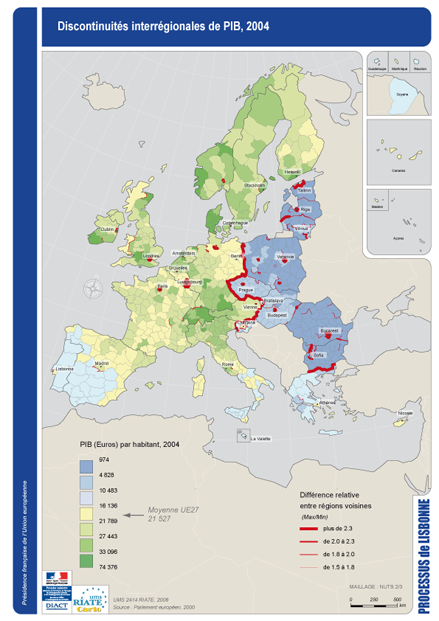 Discontinuités interrégionales de PIB, 2004
Guadeloupe
Martinique
Réunion
Guyane
Canarias
Madeira
Acores
Helsinki
Tallinn
Stockholm
Riga
Vilnius
Copenhague
Dublin
Londres
Amsterdam
Berlin
Varsovie
Bruxelles
Luxembourg
Prague
Paris
Vienne
Bratislava
Budapest
Bucarest
Sofia
Rome
Madrid
Lisbonne
Athènes
Nicosie
La Valette
PIB (Euros) par habitant, 2004
974
4 828
10 483
16 136
21 789
27 443
33 096
74 376
Moyenne UE27
21 527
Différence relative
entre régions voisines
(Max/Min)
plus de 2.3
de 2.0 à 2.3
de 1.8 à 2.0
de 1.5 à 1.8
MAILLAGE : NUTS 2/3
0 250 500
km
UMS 2414 RIATE, 2008
Source : Parlement européen, 2000
DIACT
ums
RIATE
Carto
Présidence française de l'Union européenne
PROCESSUS de LISBONNE